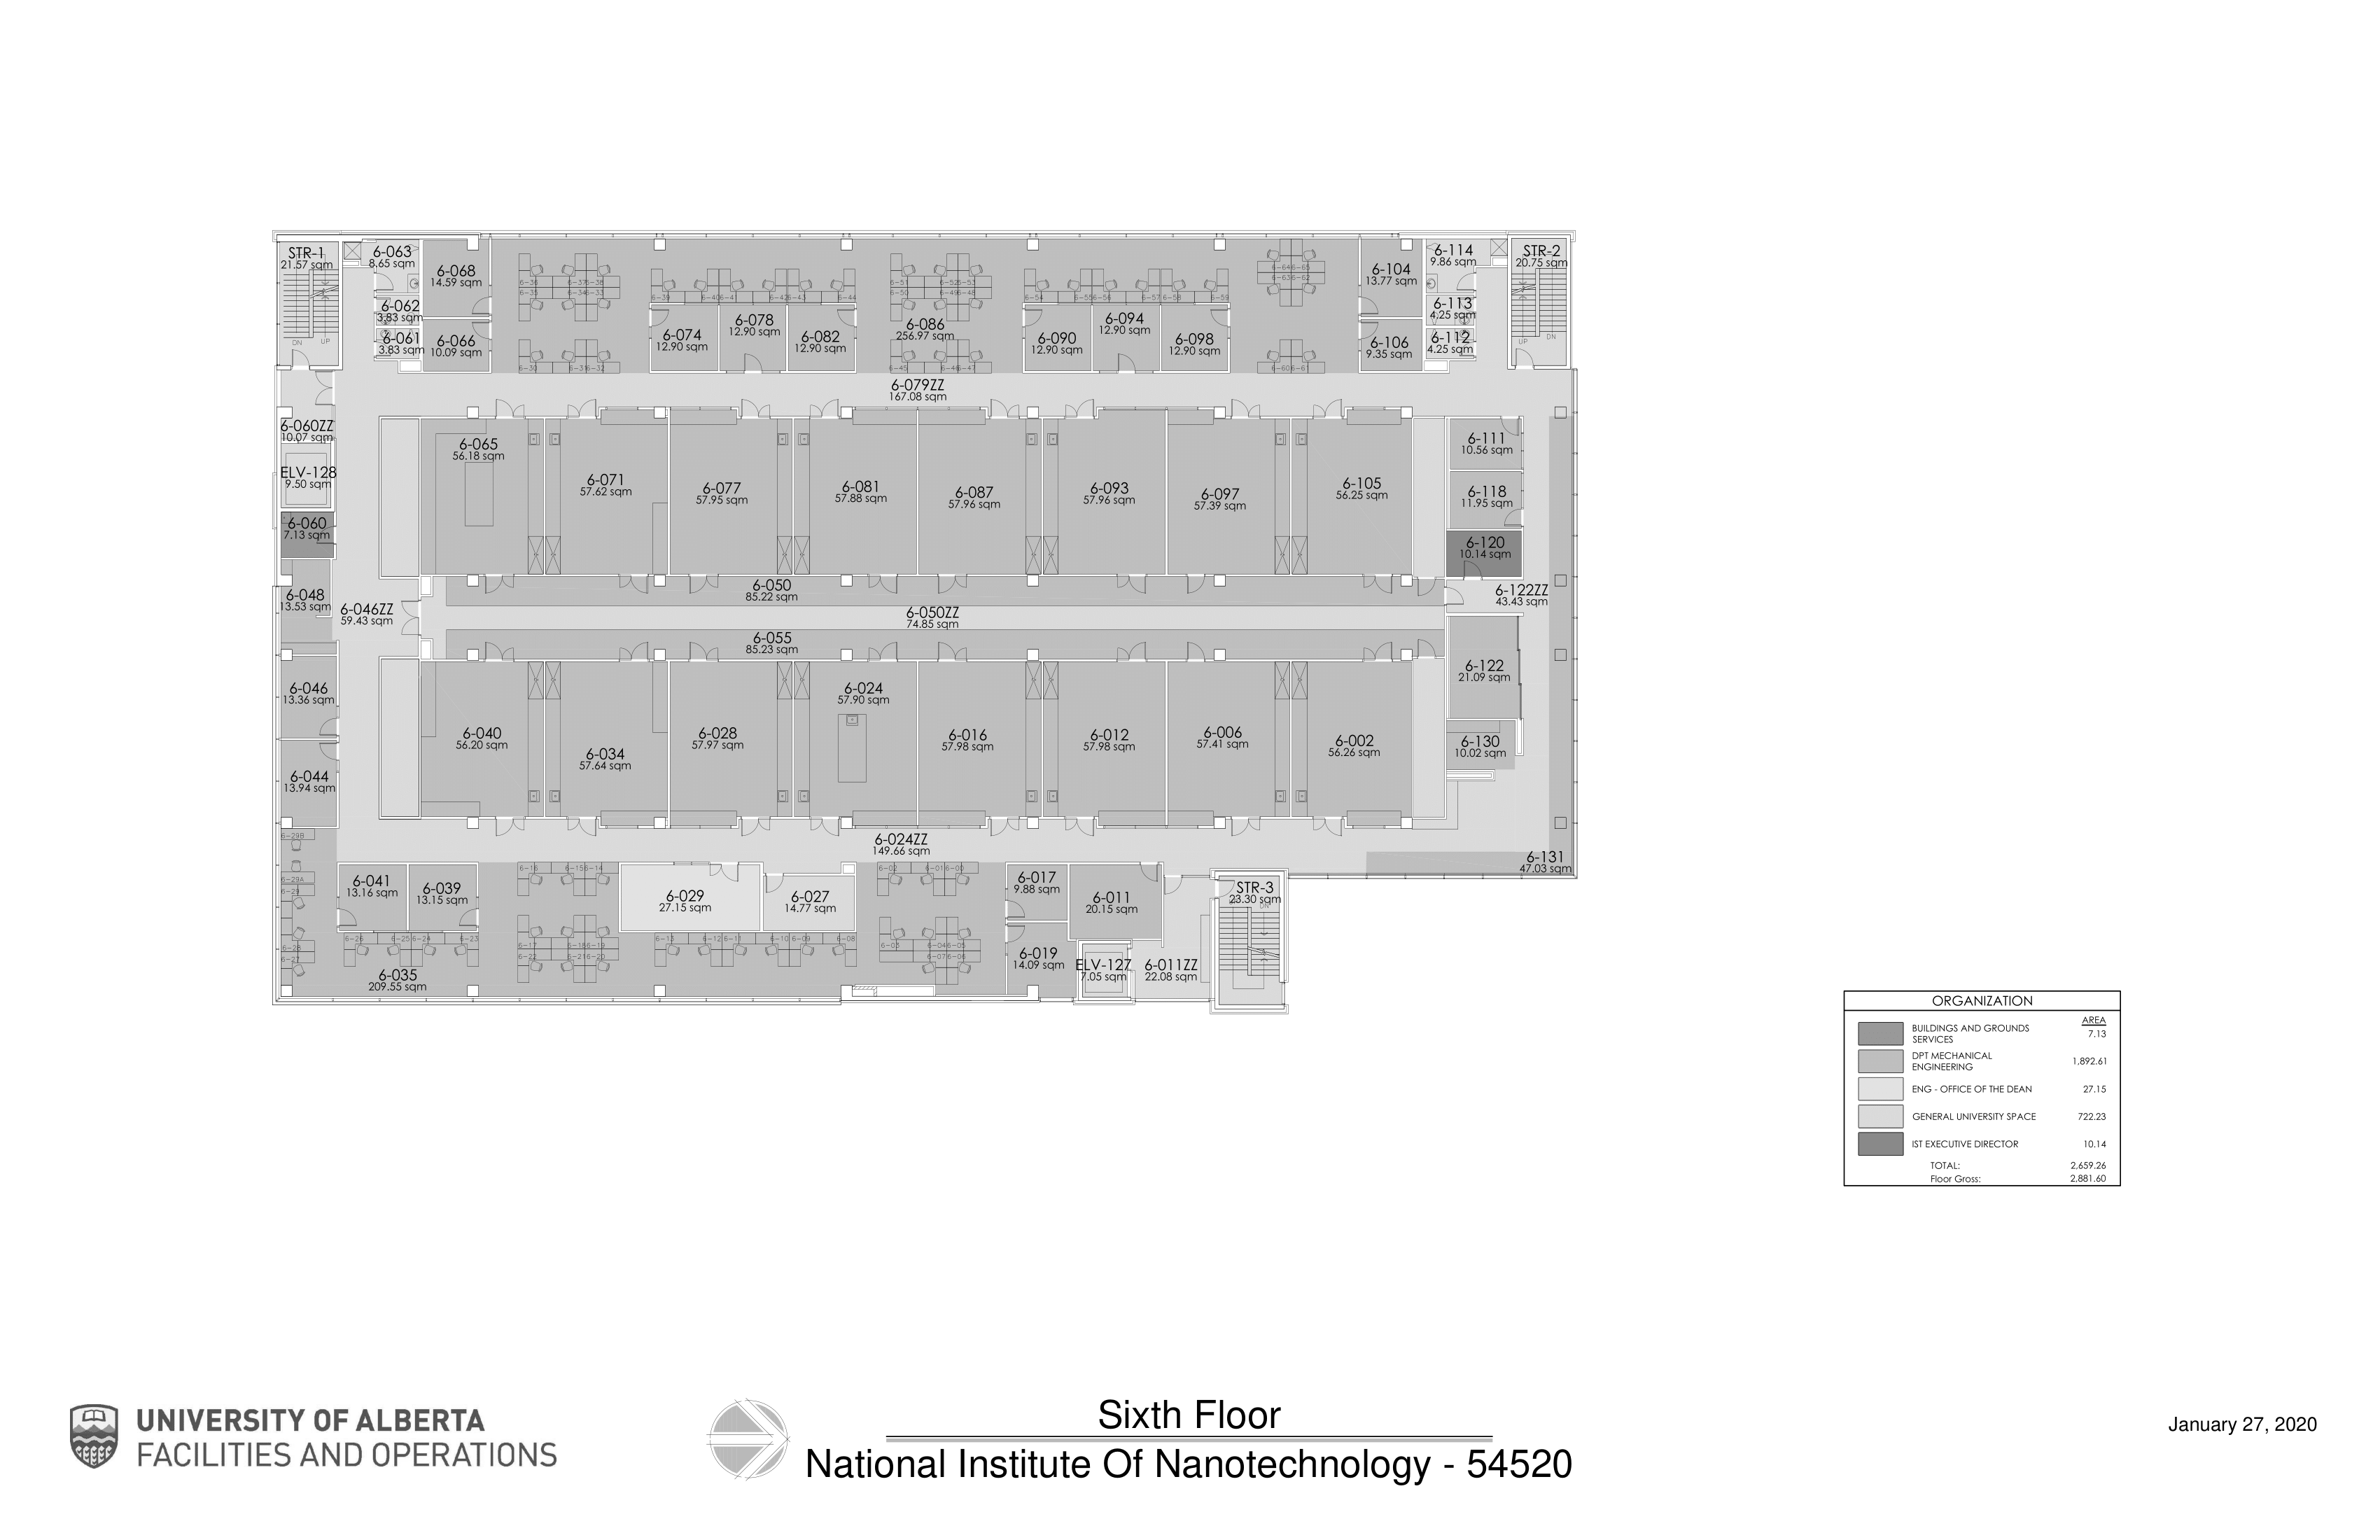 STR-1
21.57 sqm
6-063
8.65 sqm
6-068
14.59 sqm
6-062
3.83 sqm
6-061
3.83 sqm
6-066
10.09 sqm
DN UP
6-074
12.90 sqm
6-078
12.90 sqm
6-082
12.90 sqm
6-086
256.97 sqm
6-090
12.90 sqm
6-094
12.90 sqm
6-098
12.90 sqm
6-104
13.77 sqm
6-106
9.35 sqm
6-114
9.86 sqm
6-113
4.25 sqm
6-112
4.25 sqm
STR-2
20.75 sqm
UP DN
6-079ZZ
167.08 sqm
6-060ZZ
10.07 sqm
ELV-128
9.50 sqm
6-060
7.13 sqm
6-048
13.53 sqm
6-046ZZ
59.43 sqm
6-046
13.36 sqm
6-044
13.94 sqm
6-065
56.18 sqm
6-071
57.62 sqm
6-077
57.95 sqm
6-081
57.88 sqm
6-087
57.96 sqm
6-093
57.96 sqm
6-097
57.39 sqm
6-105
56.25 sqm
6-111
10.56 sqm
6-118
11.95 sqm
6-120
10.14 sqm
6-122ZZ
43.43 sqm
6-050
85.22 sqm
6-050ZZ
74.85 sqm
6-055
85.23 sqm
6-122
21.09 sqm
6-130
10.02 sqm
6-040
56.20 sqm
6-034
57.64 sqm
6-028
57.97 sqm
6-024
57.90 sqm
6-016
57.98 sqm
6-012
57.98 sqm
6-006
57.41 sqm
6-002
56.26 sqm
6-024ZZ
149.66 sqm
6-131
47.03 sqm
6-041
13.16 sqm
6-039
13.15 sqm
6-029
27.15 sqm
6-027
14.77 sqm
6-017
9.88 sqm
6-011
20.15 sqm
STR-3
23.30 sqm
6-035
209.55 sqm
6-019
14.09 sqm
ELV-127
7.05 sqm
6-011ZZ
22.08 sqm
ORGANIZATION
AREA
BUILDINGS AND GROUNDS SERVICES 7.13
DPT MECHANICAL ENGINEERING 1,892.61
ENG - OFFICE OF THE DEAN 27.15
GENERAL UNIVERSITY SPACE 722.23
IST EXECUTIVE DIRECTOR 10.14
TOTAL: 2,659.26
Floor Gross: 2,881.60
UNIVERSITY OF ALBERTA
FACILITIES AND OPERATIONS
Sixth Floor
National Institute Of Nanotechnology - 54520
January 27, 2020